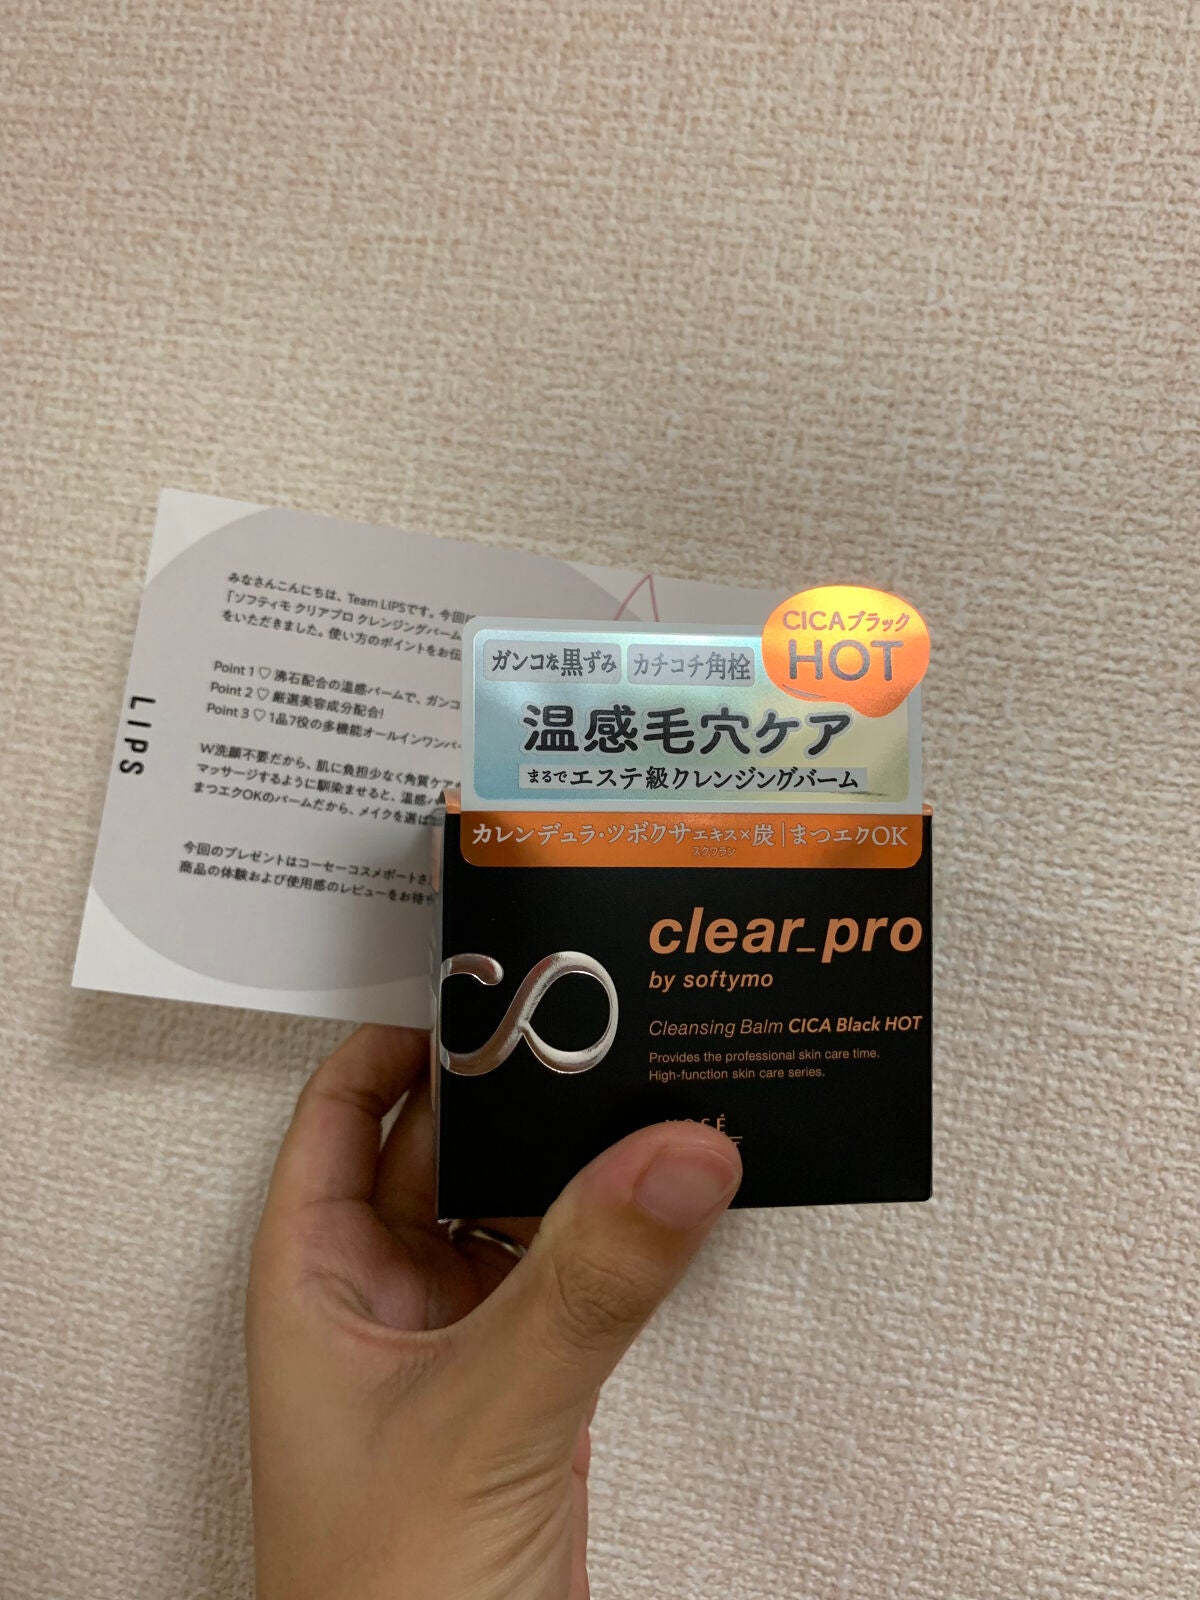 みなさんこんにちは、Team LIPSです。今回は
「ソフティモ クリアプロ クレンジングバーム
をいただきました。使い方のポイントをお伝
Point 1 ♡ 沸石配合の温感バームで、ガンコ
Point 2 ♡ 厳選美容成分配合!
Point 3 ♡ 1品7役の多機能オールインワンバ
W洗顔不要だから、肌に負担少なく角質ケアが
マッサージするように馴染ませると、温感バ
まつエクOKのバームだから、メイクを選ば
今回のプレゼントはコーセーコスメポートさ
商品の体験および使用感のレビューをお待ち
LIPS
CICAブラック
HOT
ガンコな黒ずみ カチコチ角栓
温感毛穴ケア
まるでエステ級クレンジングバーム
カレンデュラ・ツボクサエキス×炭|まつエクOK
スクワラン
clear_pro
by softymo
Cleansing Balm CICA Black HOT
Provides the professional skin care time.
High-function skin care series.
KOSÉ